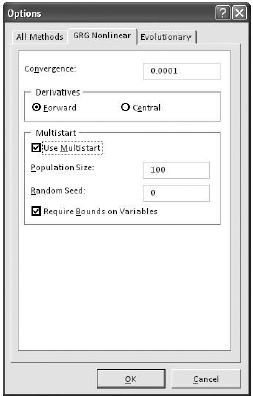 Options
All Methods GRG Nonlinear Evolutionary
Convergence: 0.0001
Derivatives
Forward Central
Multistart
Use Multistart
Population Size: 100
Random Seed: 0
Require Bounds on Variables
OK Cancel